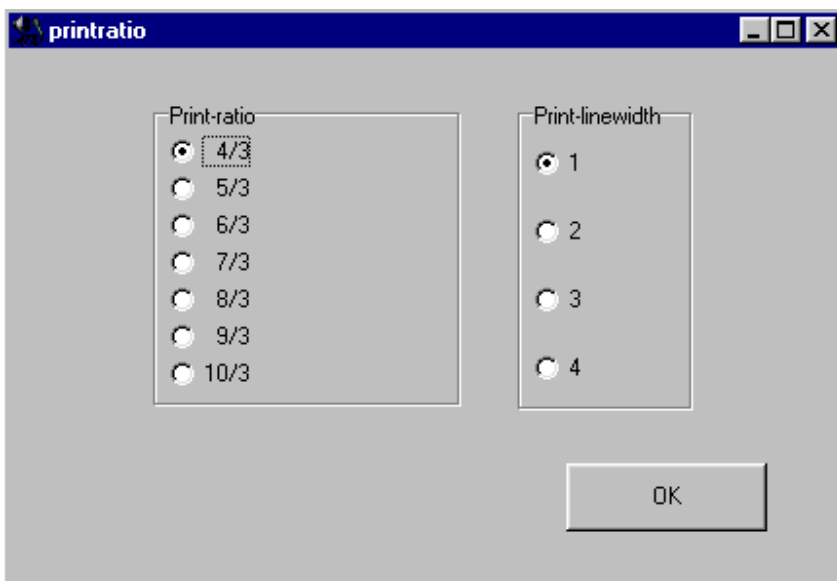 printratio
Print-ratio
4/3
5/3
6/3
7/3
8/3
9/3
10/3
Print-linewidth
1
2
3
4
OK